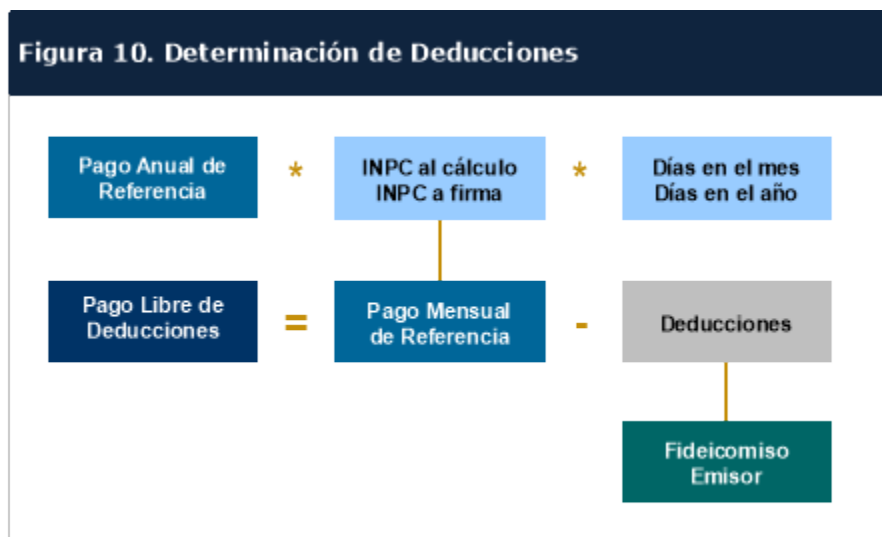 Figura 10. Determinación de Deducciones
Pago Anual de
Referencia
*
INPC al cálculo
INPC a firma
*
Días en el mes
Días en el año
Pago Libre de
Deducciones
=
Pago Mensual
de Referencia
-
Deducciones
Fideicomiso
Emisor